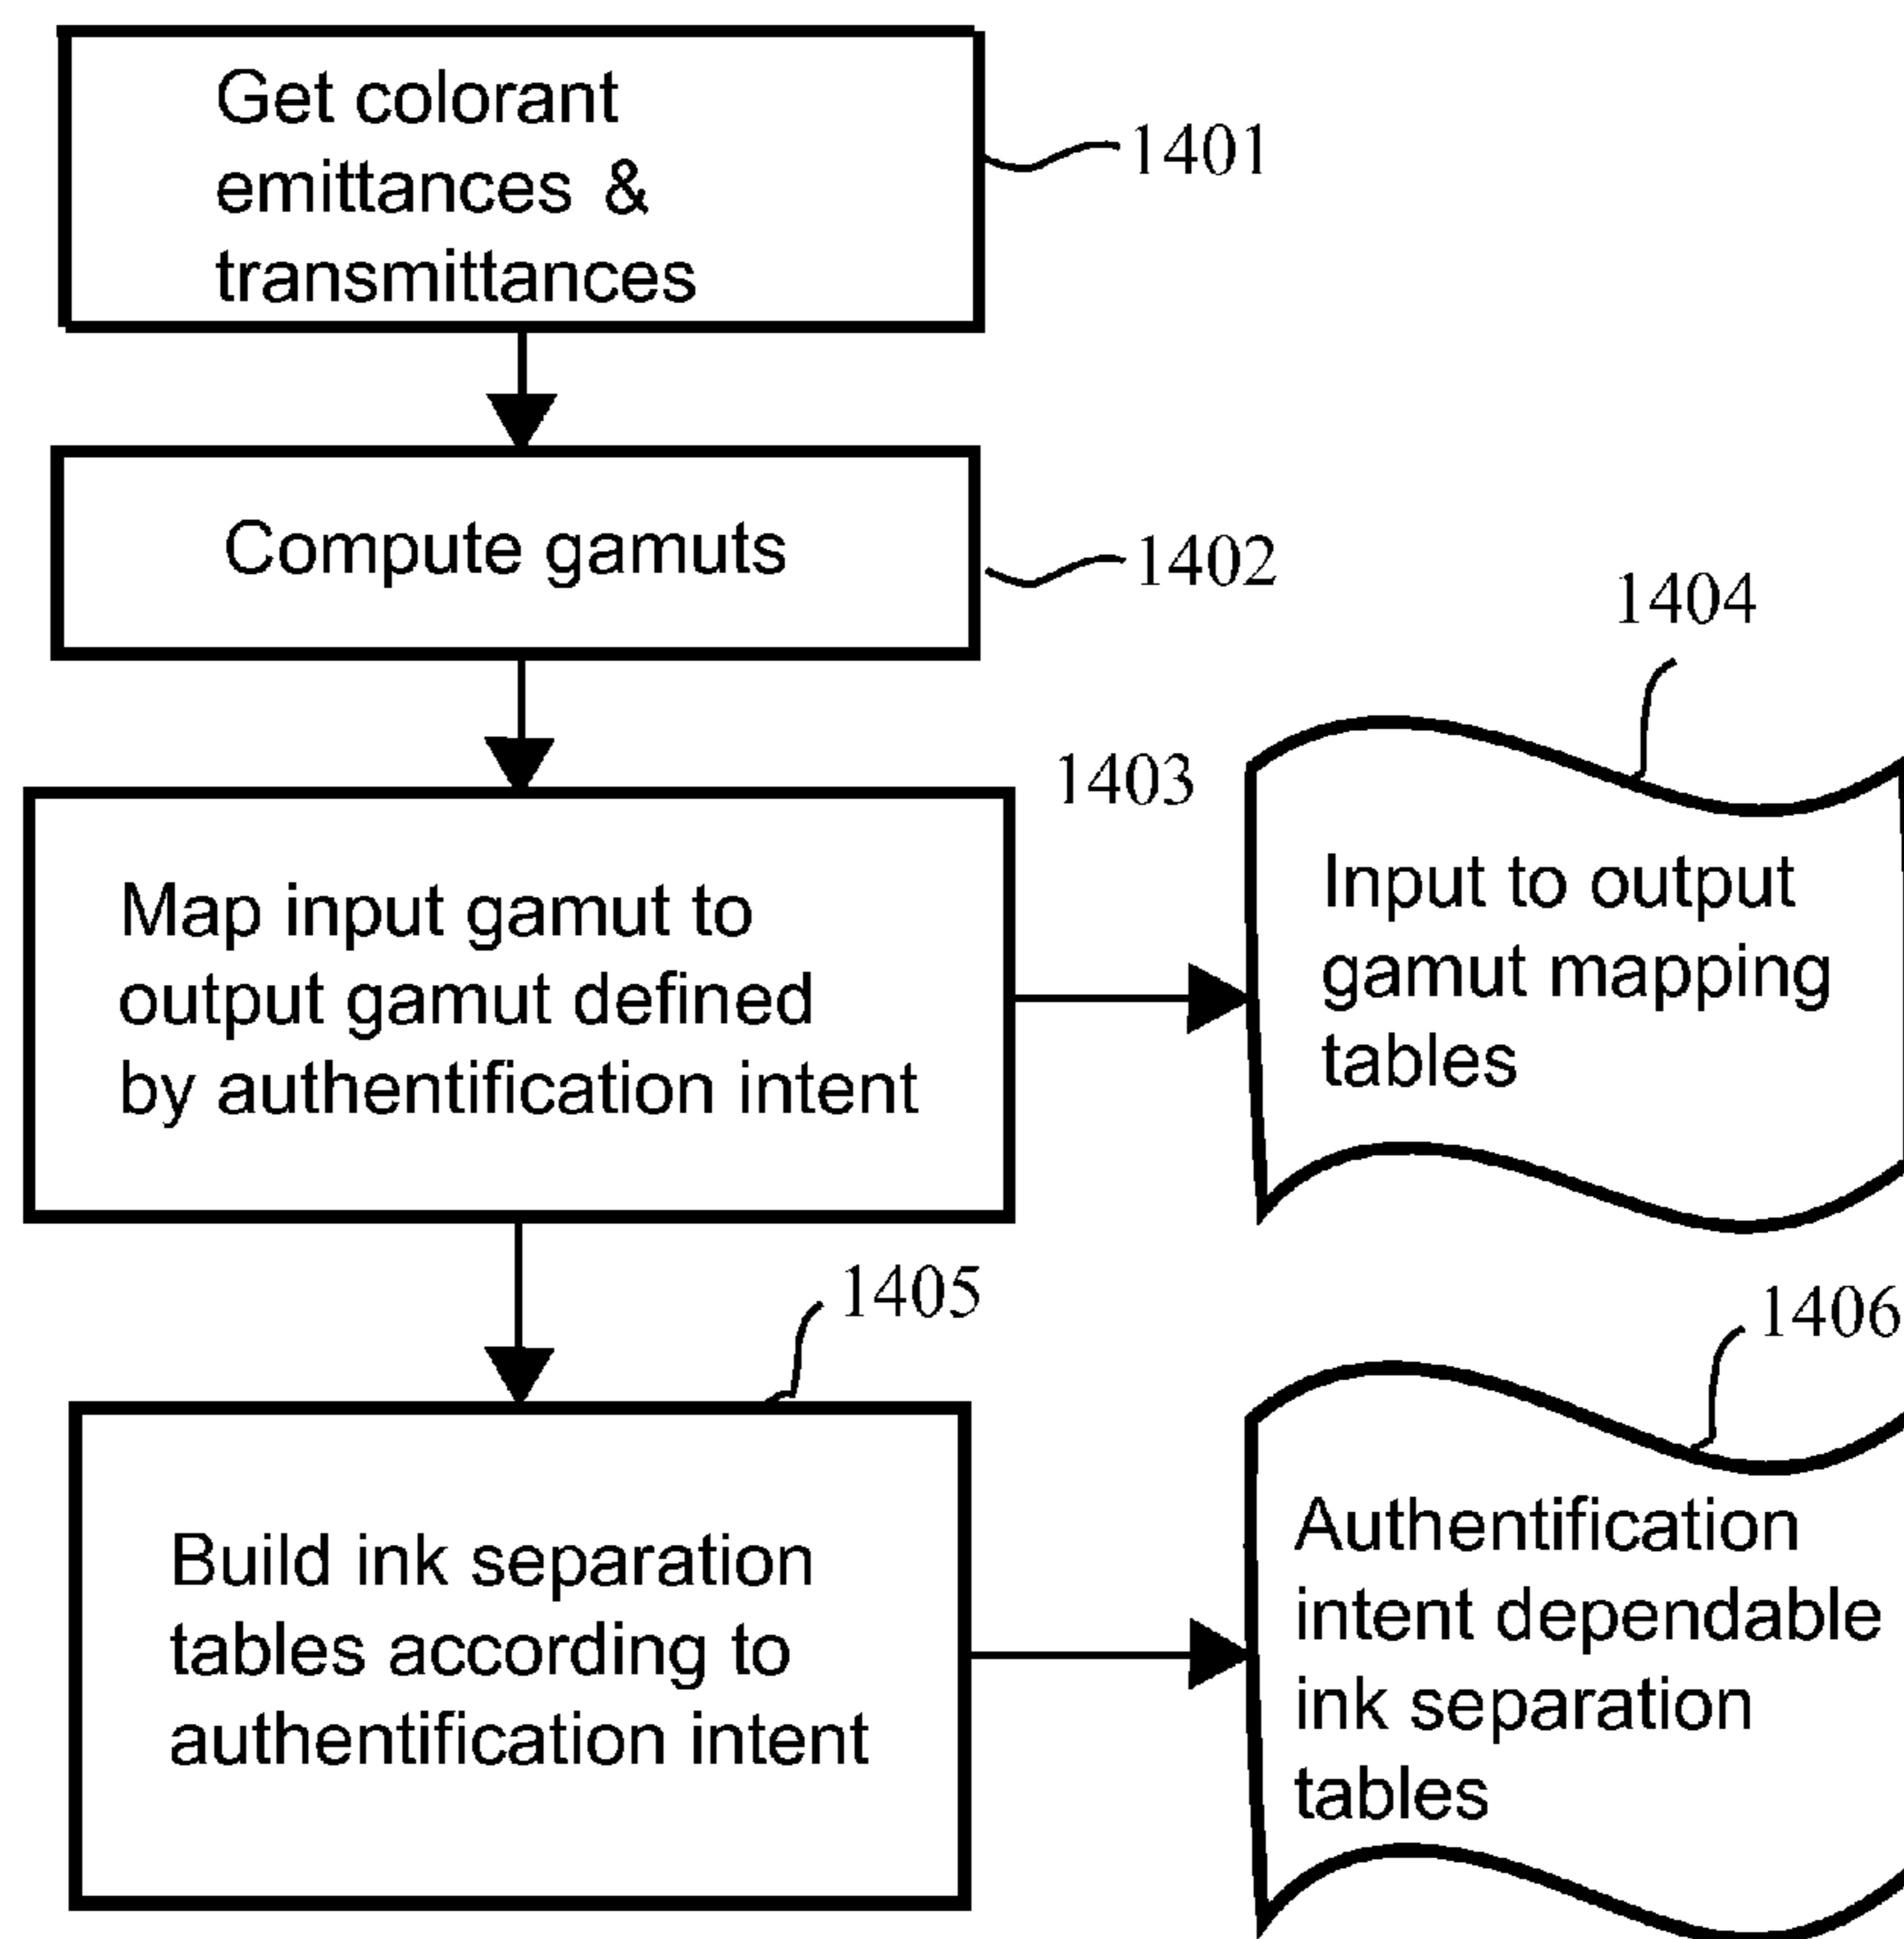 Get colorant
emittances &
transmittances
1401
Compute gamuts
1402
1404
1403
Map input gamut to
output gamut defined
by authentification intent
Input to output
gamut mapping
tables
1405
1406
Build ink separation
tables according to
authentification intent
Authentification
intent dependable
ink separation
tables